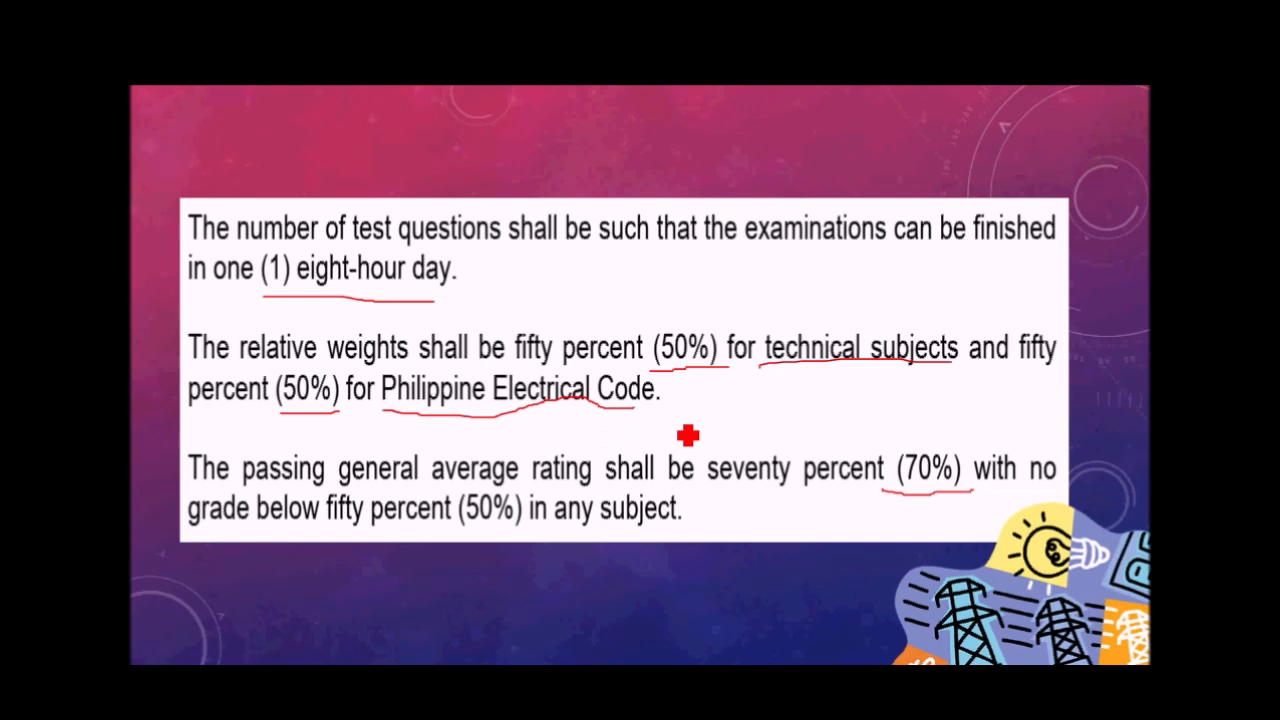 The number of test questions shall be such that the examinations can be finished
in one (1) eight-hour day.
The relative weights shall be fifty percent (50%) for technical subjects and fifty
percent (50%) for Philippine Electrical Code.
The passing general average rating shall be seventy percent (70%) with no
grade below fifty percent (50%) in any subject.